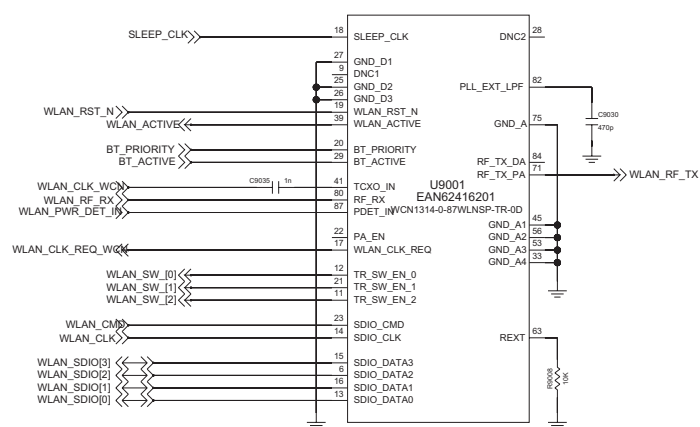 SLEEP_CLK 18 SLEEP_CLK DNC2 28
27 GND_D1
9 DNC1
25 GND_D2 PLL_EXT_LPF 82
26 GND_D3
WLAN_RST_N 19 WLAN_RST_N
C9030
470p
WLAN_ACTIVE 39 WLAN_ACTIVE GND_A 75
BT_PRIORITY 20 BT_PRIORITY
BT_ACTIVE 29 BT_ACTIVE RF_TX_DA 84
RF_TX_PA 71 WLAN_RF_TX
WLAN_CLK_WCN C9035 1n 41 TCXO_IN
U9001
WLAN_RF_RX 80 RF_RX
EAN62416201
WLAN_PWR_DET_IN 87 PDET_IN
WCN1314-0-87WLNSP-TR-0D
22 PA_EN GND_A1 45
GND_A2 56
WLAN_CLK_REQ_WCN 17 WLAN_CLK_REQ GND_A3 53
GND_A4 33
WLAN_SW_[0] 12 TR_SW_EN_0
WLAN_SW_[1] 21 TR_SW_EN_1
WLAN_SW_[2] 11 TR_SW_EN_2
WLAN_CMD 23 SDIO_CMD
WLAN_CLK 14 SDIO_CLK REXT 63
WLAN_SDIO[3] 15 SDIO_DATA3
WLAN_SDIO[2] 6 SDIO_DATA2
R9008
10K
WLAN_SDIO[1] 16 SDIO_DATA1
WLAN_SDIO[0] 13 SDIO_DATA0